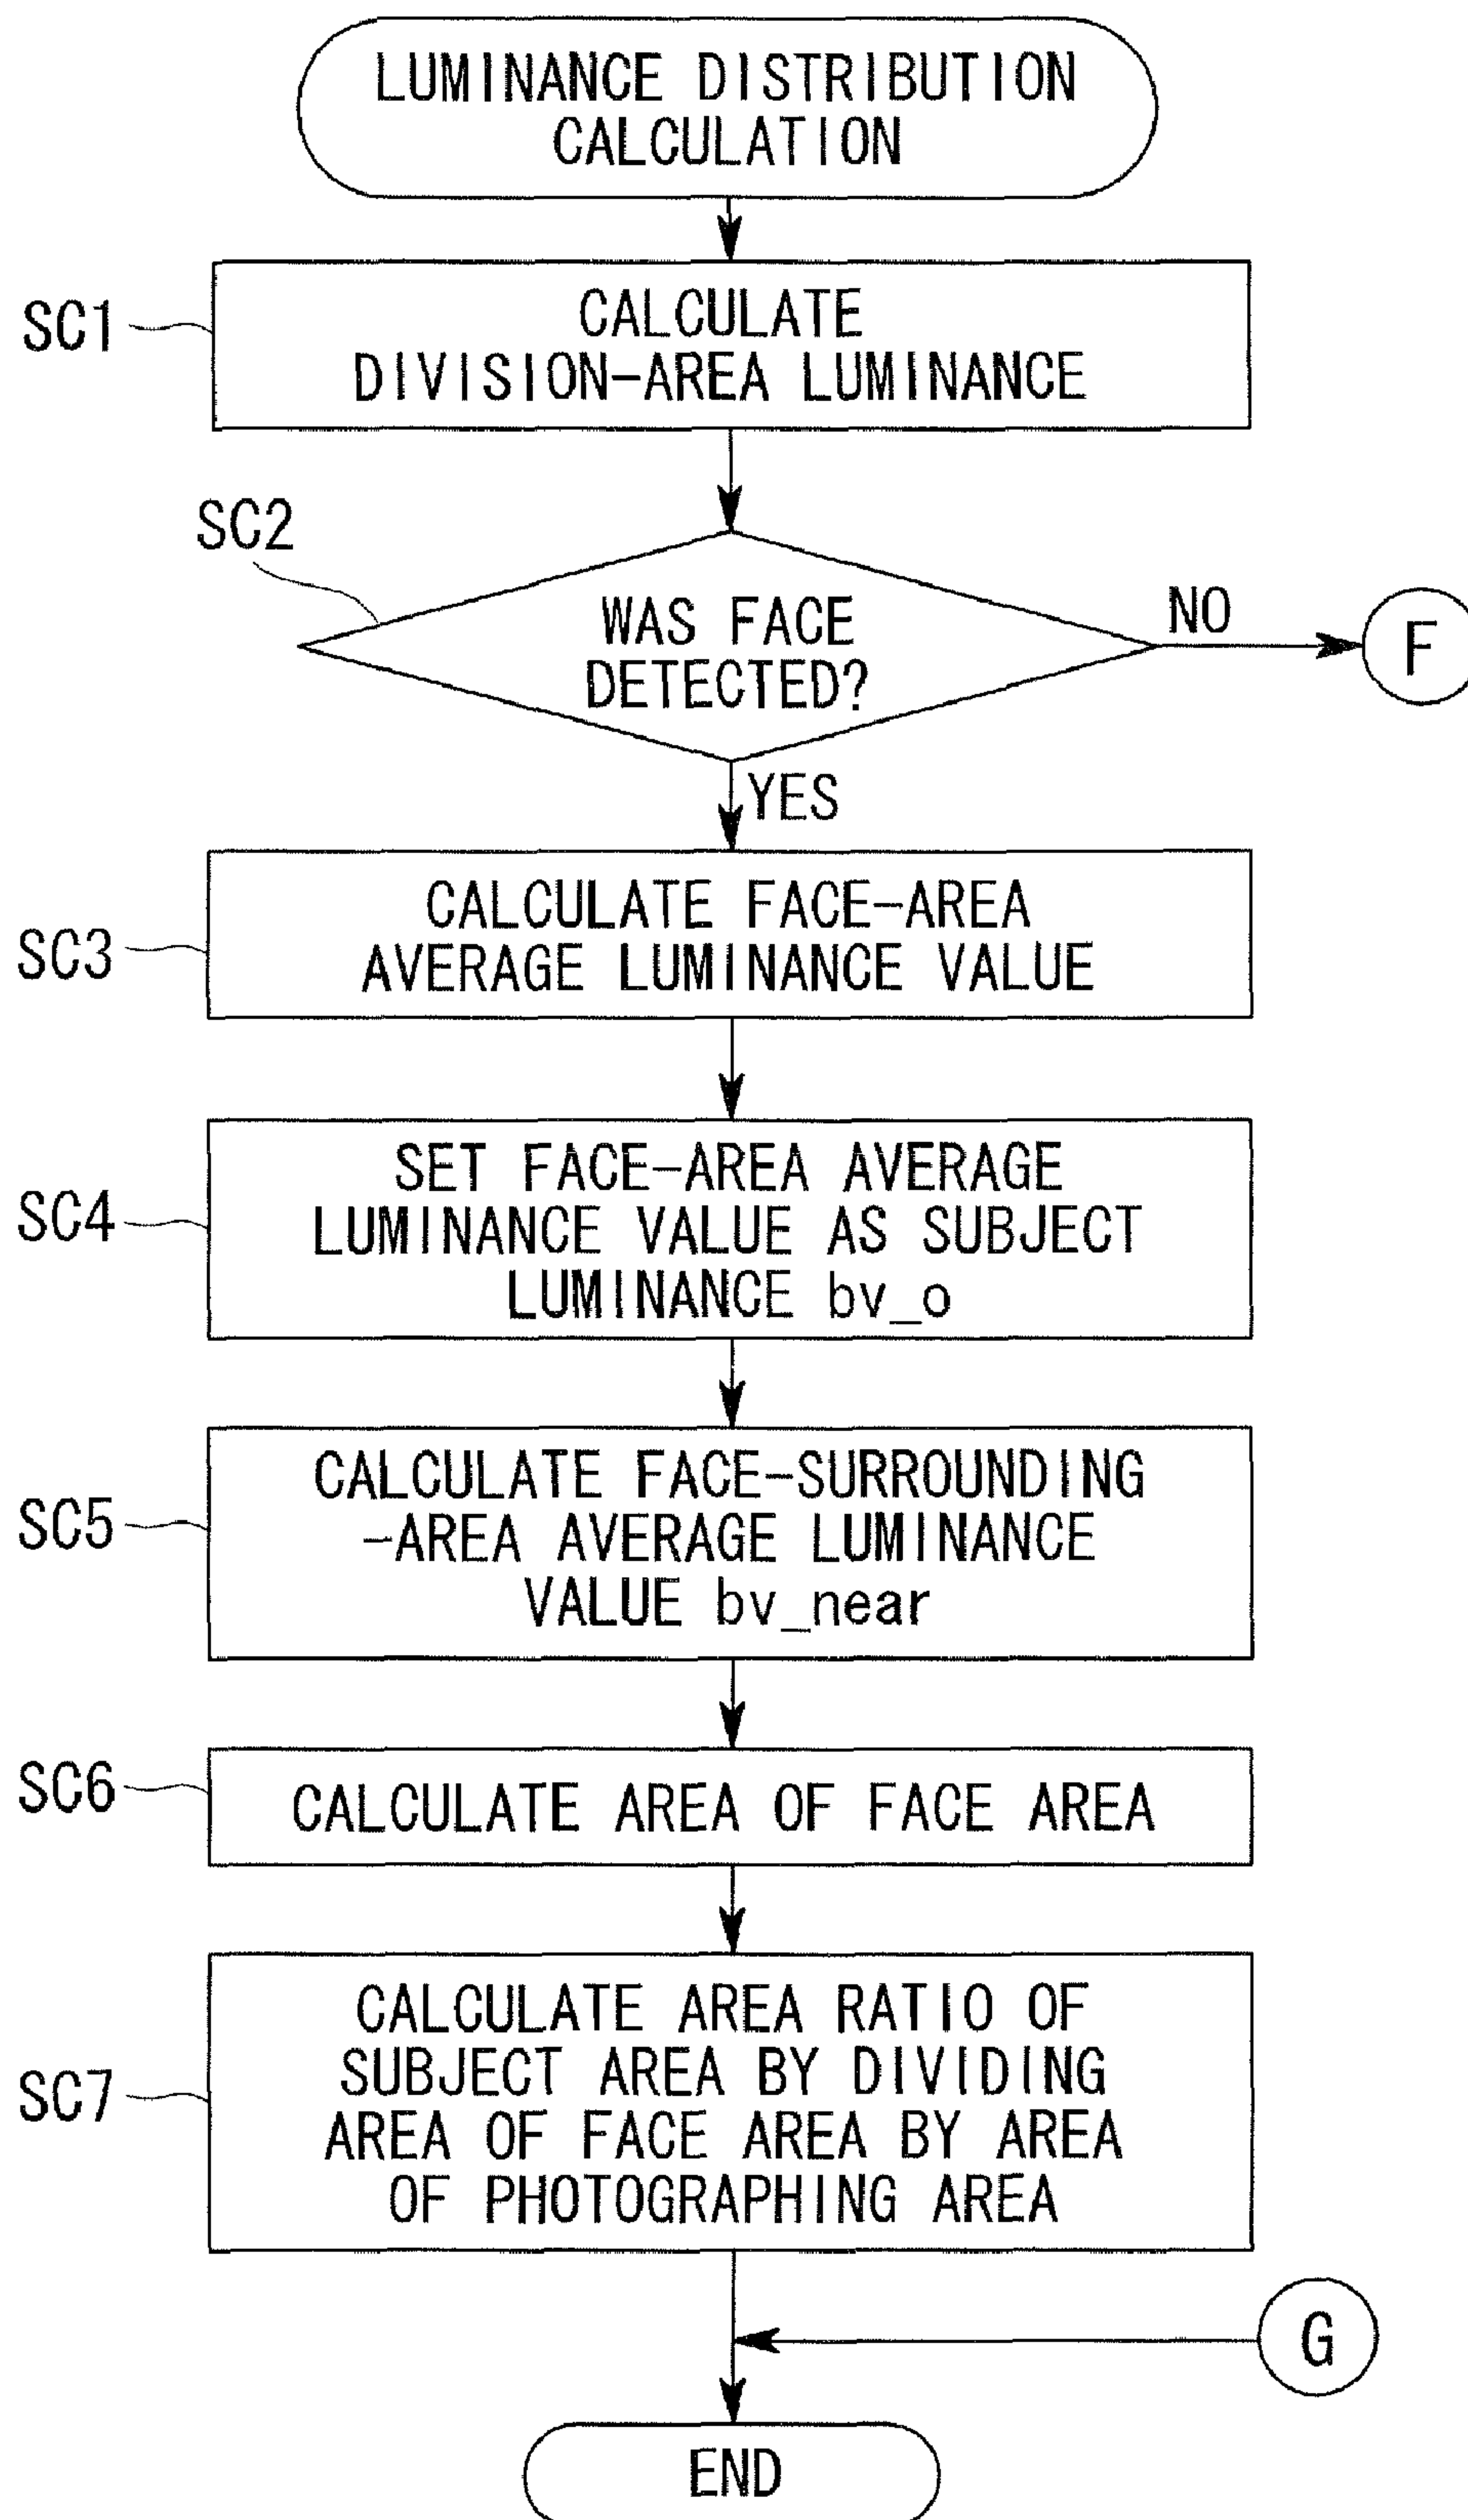 LUMINANCE DISTRIBUTION
CALCULATION
SC1
CALCULATE
DIVISION-AREA LUMINANCE
SC2
WAS FACE
DETECTED?
NO
F
YES
SC3
CALCULATE FACE-AREA
AVERAGE LUMINANCE VALUE
SC4
SET FACE-AREA AVERAGE
LUMINANCE VALUE AS SUBJECT
LUMINANCE bv_o
SC5
CALCULATE FACE-SURROUNDING
-AREA AVERAGE LUMINANCE
VALUE bv_near
SC6
CALCULATE AREA OF FACE AREA
SC7
CALCULATE AREA RATIO OF
SUBJECT AREA BY DIVIDING
AREA OF FACE AREA BY AREA
OF PHOTOGRAPHING AREA
G
END